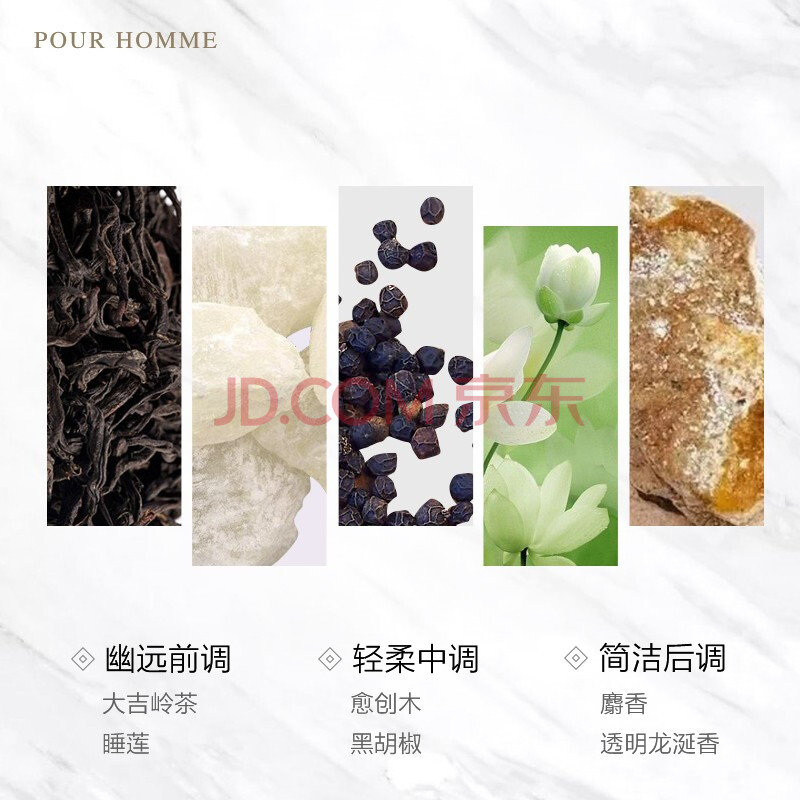 POUR HOMME
JD.COM 京东
幽远前调
大吉岭茶
睡莲
轻柔中调
愈创木
黑胡椒
简洁后调
麝香
透明龙涎香